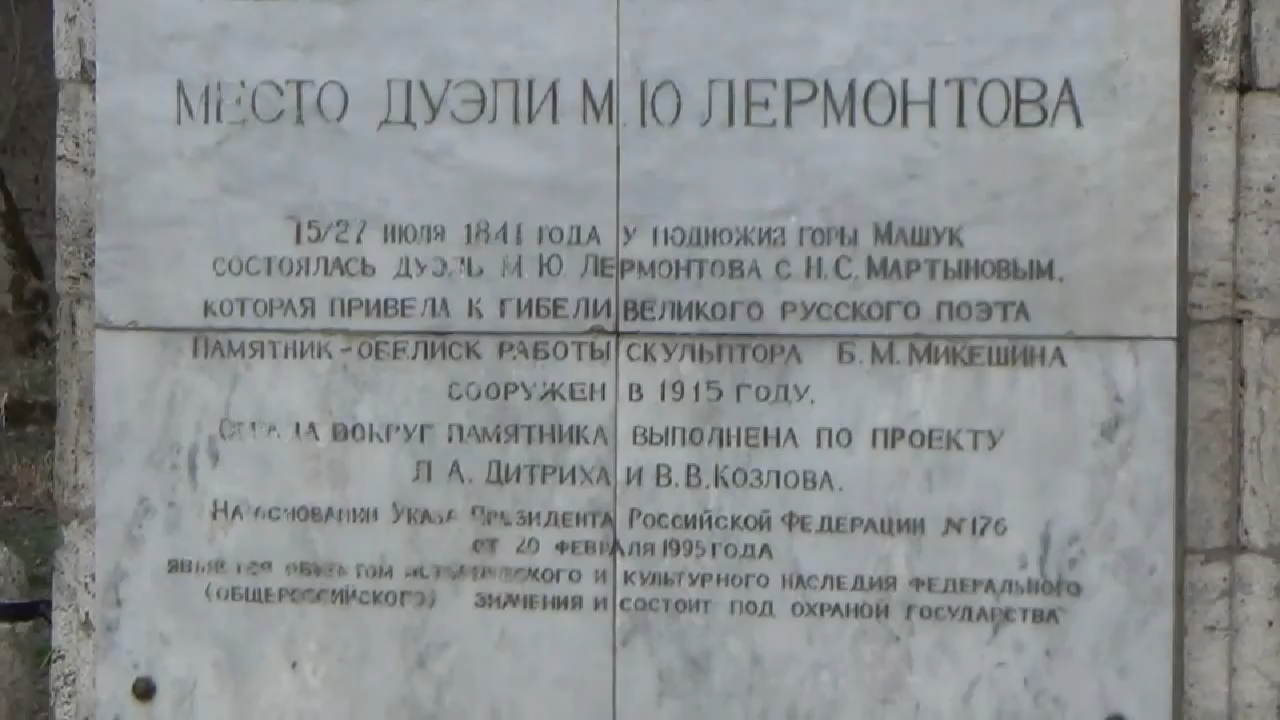 МЕСТО ДУЭЛИ М. Ю ЛЕРМОНТОВА
15/27 ИЮЛЯ 1841 ГОДА У ПОДНОЖИЯ ГОРЫ МАШУК
СОСТОЯЛАСЬ ДУЭЛЬ М. Ю ЛЕРМОНТОВА С Н. С. МАРТЫНОВЫМ,
КОТОРАЯ ПРИВЕЛА К ГИБЕЛИ ВЕЛИКОГО РУССКОГО ПОЭТА
ПАМЯТНИК-ОБЕЛИСК РАБОТЫ СКУЛЬПТОРА Б. М. МИКЕШИНА
СООРУЖЕН В 1915 ГОДУ.
ОГРАДА ВОКРУГ ПАМЯТНИКА ВЫПОЛНЕНА ПО ПРОЕКТУ
Л А. ДИТРИХА И В. В. КОЗЛОВА.
НА ОСНОВАНИИ УКАЗА ПРЕЗИДЕНТА РОССИЙСКОЙ ФЕДЕРАЦИИ №176
ОТ 20 ФЕВРАЛЯ 1995 ГОДА
ЯВЛЯЕТСЯ ОБЪЕКТОМ ИСТОРИЧЕСКОГО И КУЛЬТУРНОГО НАСЛЕДИЯ ФЕДЕРАЛЬНОГО
(ОБЩЕРОССИЙСКОГО) ЗНАЧЕНИЯ И СОСТОИТ ПОД ОХРАНОЙ ГОСУДАРСТВА